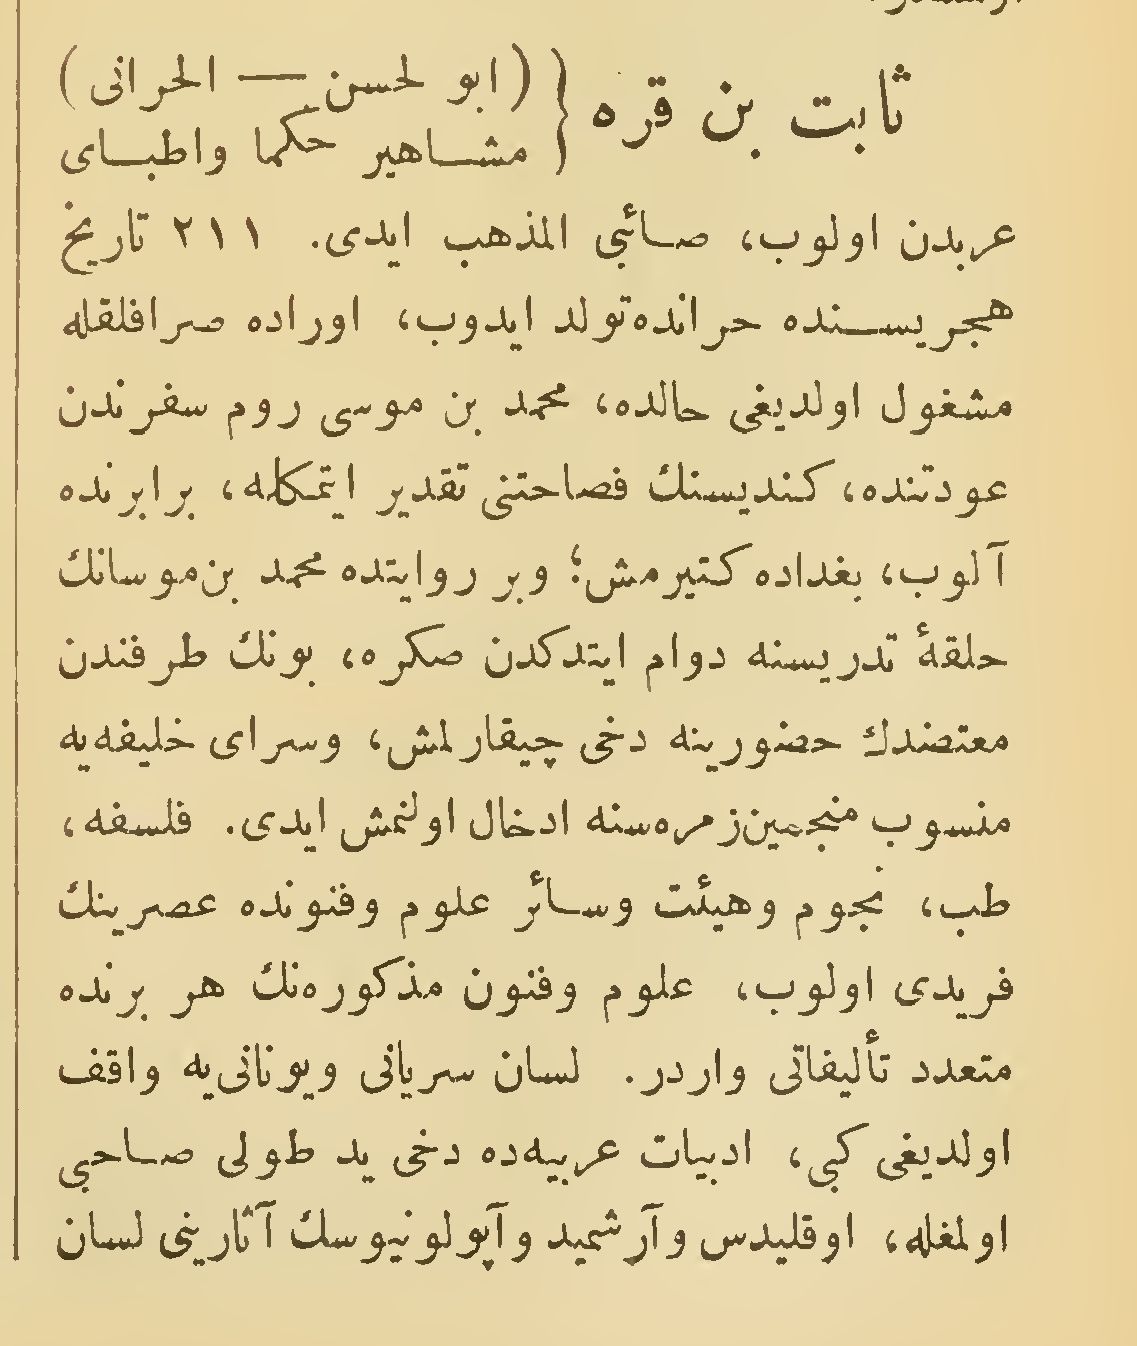 ثابت بن قره { (ابو لحسن — الحرانی)
مشاهیر حکما واطبای
عربدن اولوب، صائبی المذهب ایدی. ٢١١ تاریخ
هجریسنده حرانده تولد ایدوب، اوراده صرافلقله
مشغول اولدیغی حالده، محمد بن موسی روم سفرندن
عودتنده، کندیسنك فصاحتنی تقدیر ایتمکله، برابرنده
آلوب، بغداده کتیرمش؛ وبر روایتده محمد بن موسانك
حلقۀ تدریسنه دوام ایتدکدن صکره، بونك طرفندن
معتضدك حضورینه دخی چیقارلمش، وسرای خلیفه‌یه
منسوب منجمین زمره‌سنه ادخال اولنمش ایدی. فلسفه،
طب، نجوم وهیئت وسائر علوم وفنونده عصرینك
فریدی اولوب، علوم وفنون مذکوره‌نك هر برنده
متعدد تألیفاتی واردر. لسان سریانی ویونانی‌یه واقف
اولدیغی کبی، ادبیات عربیه‌ده دخی ید طولی صاحبی
اولمغله، اوقلیدس وآرشمید وآپولونیوسك آثارینی لسان